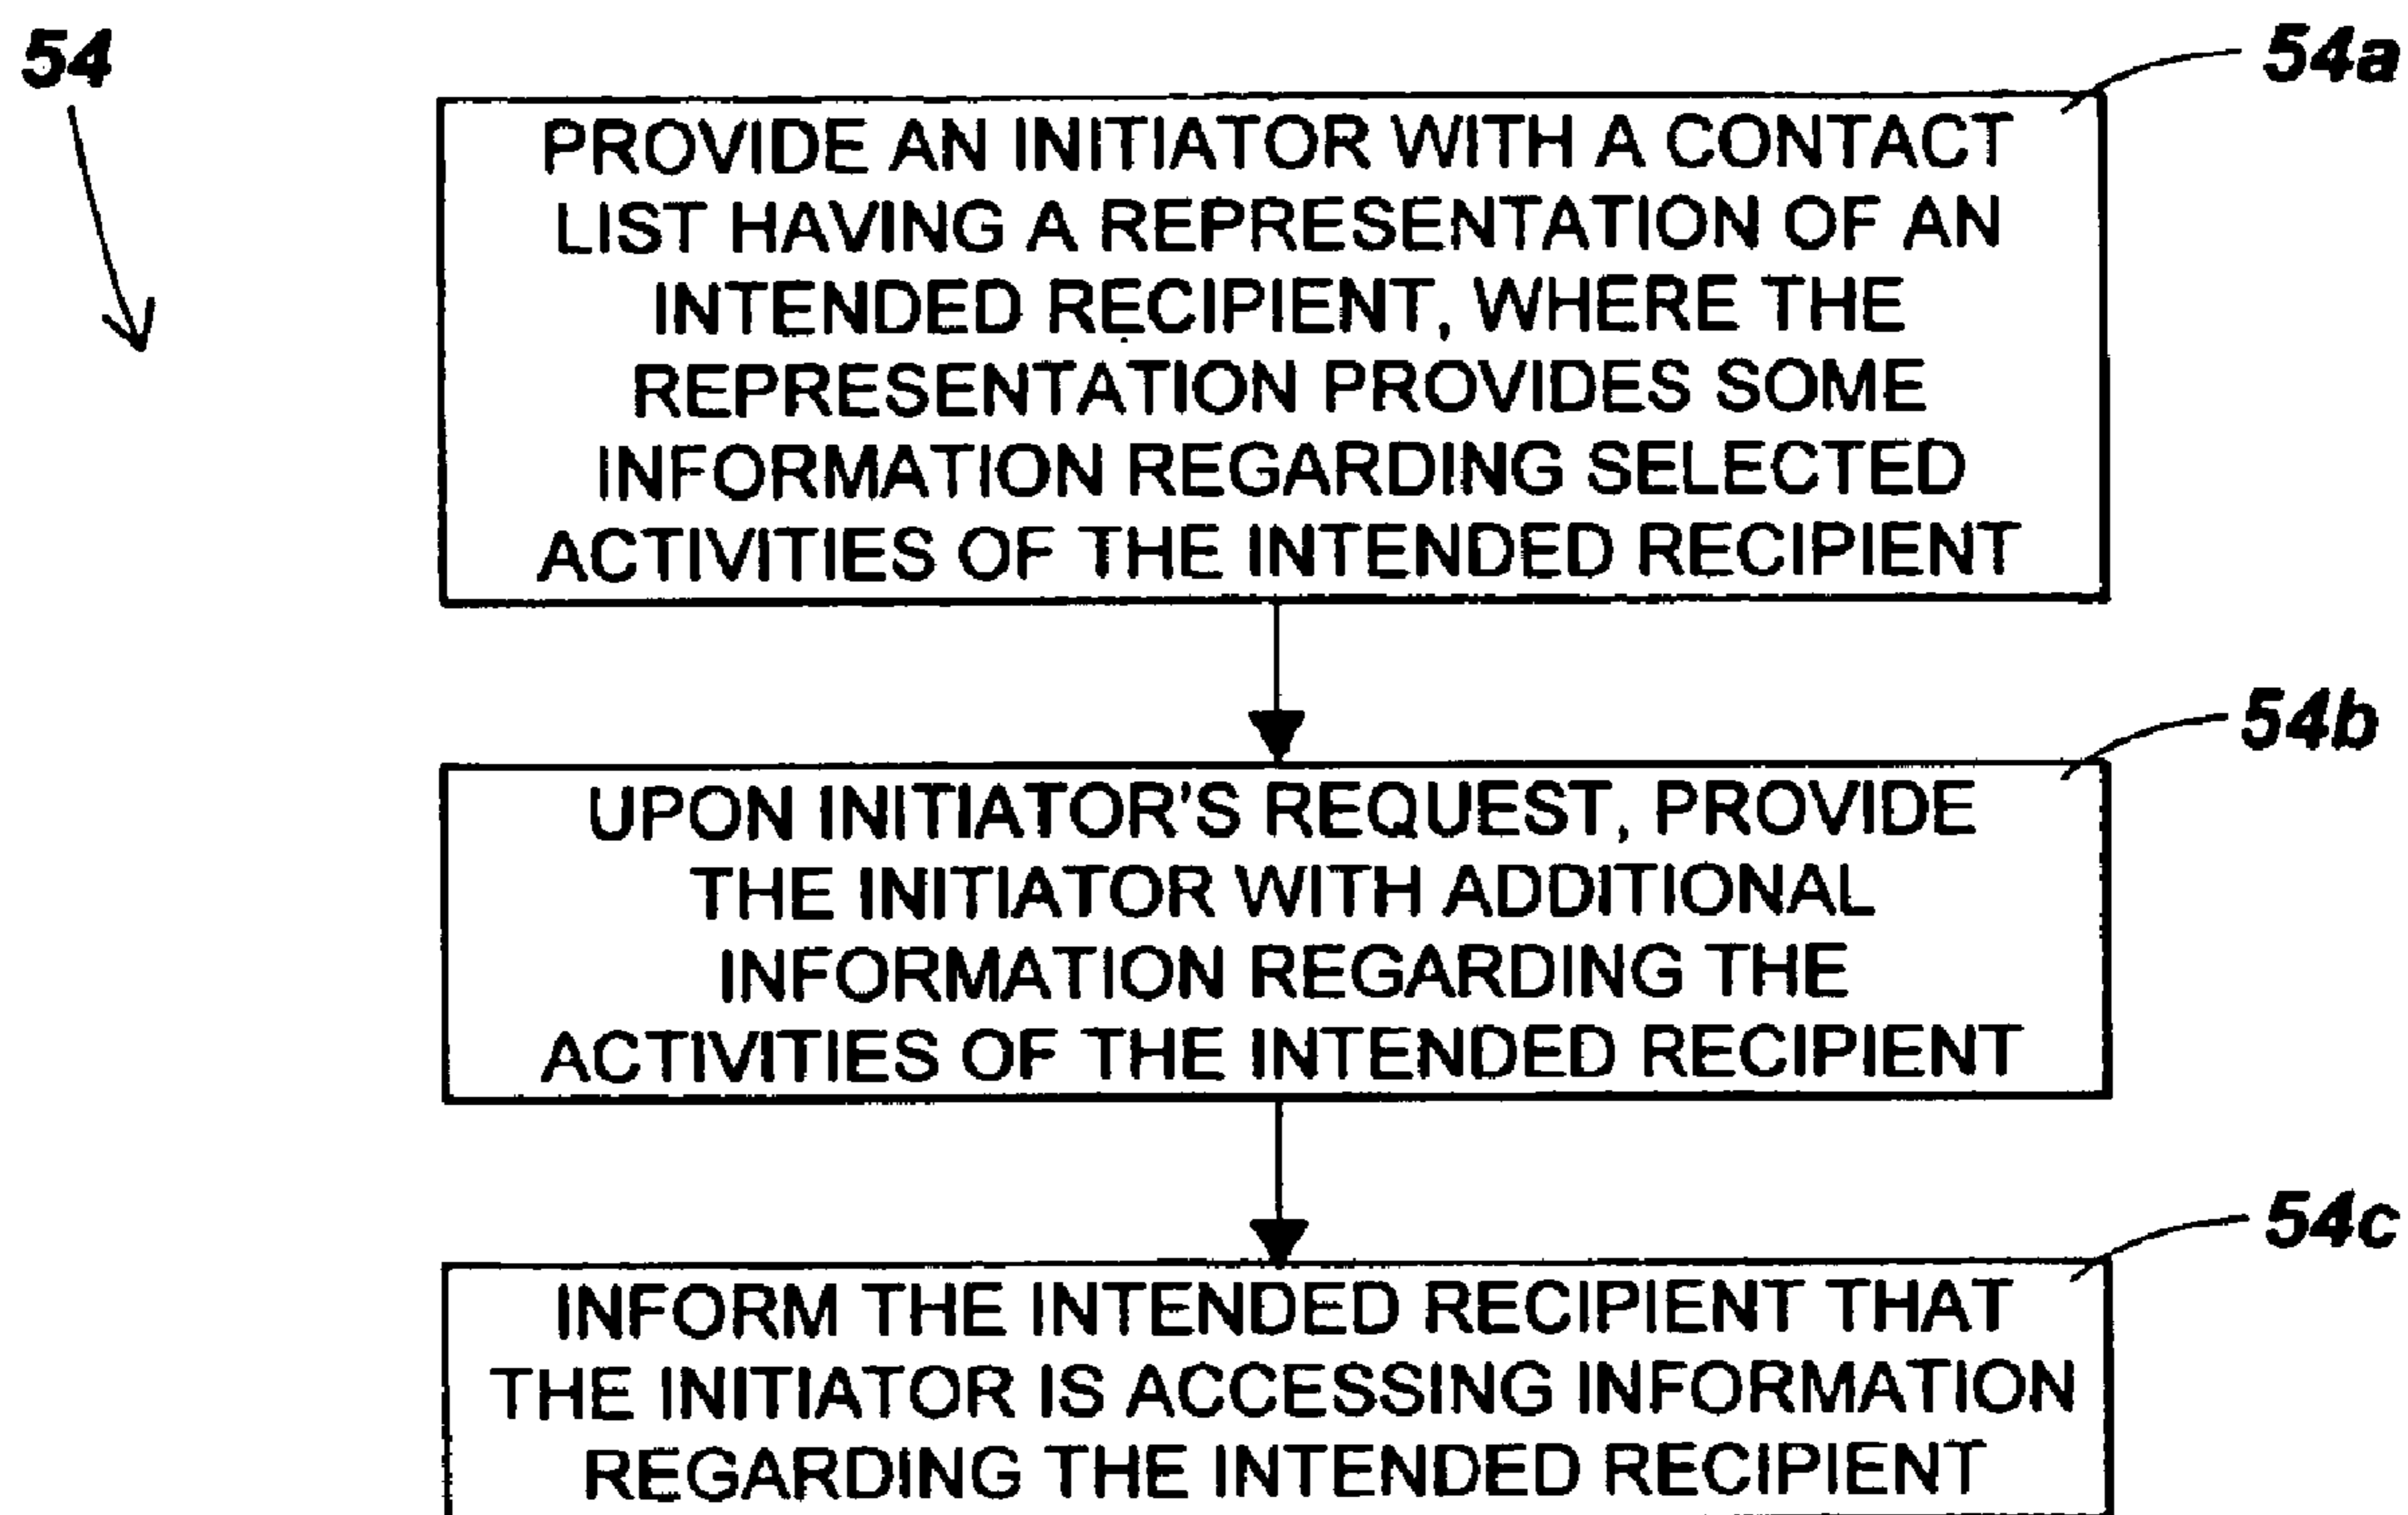 54
54a
PROVIDE AN INITIATOR WITH A CONTACT
LIST HAVING A REPRESENTATION OF AN
INTENDED RECIPIENT, WHERE THE
REPRESENTATION PROVIDES SOME
INFORMATION REGARDING SELECTED
ACTIVITIES OF THE INTENDED RECIPIENT
54b
UPON INITIATOR'S REQUEST, PROVIDE
THE INITIATOR WITH ADDITIONAL
INFORMATION REGARDING THE
ACTIVITIES OF THE INTENDED RECIPIENT
54c
INFORM THE INTENDED RECIPIENT THAT
THE INITIATOR IS ACCESSING INFORMATION
REGARDING THE INTENDED RECIPIENT